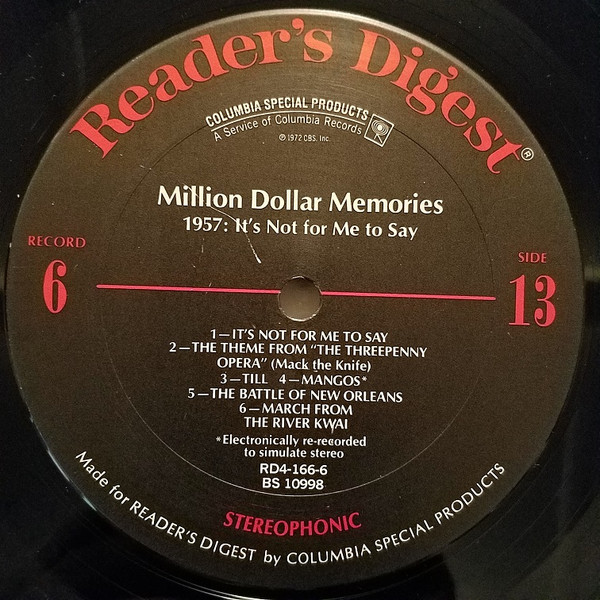 Reader's Digest®
COLUMBIA SPECIAL PRODUCTS
A Service of Columbia Records
℗ 1972 CBS. Inc.
Million Dollar Memories
1957: It's Not for Me to Say
RECORD
6
SIDE
13
1—IT'S NOT FOR ME TO SAY
2—THE THEME FROM "THE THREEPENNY
OPERA" (Mack the Knife)
3—TILL 4—MANGOS*
5—THE BATTLE OF NEW ORLEANS
6—MARCH FROM
THE RIVER KWAI
*Electronically re-recorded
to simulate stereo
RD4-166-6
BS 10998
STEREOPHONIC
Made for READER'S DIGEST by COLUMBIA SPECIAL PRODUCTS